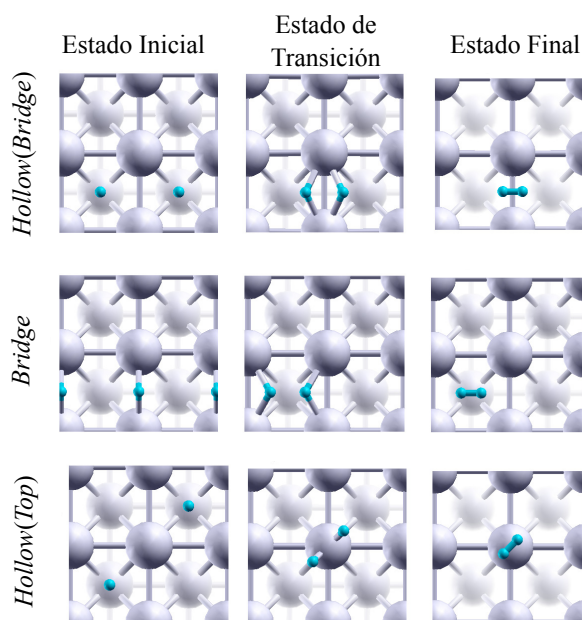 Estado Inicial
Estado de
Transición
Estado Final
Hollow(Bridge)
Bridge
Hollow(Top)